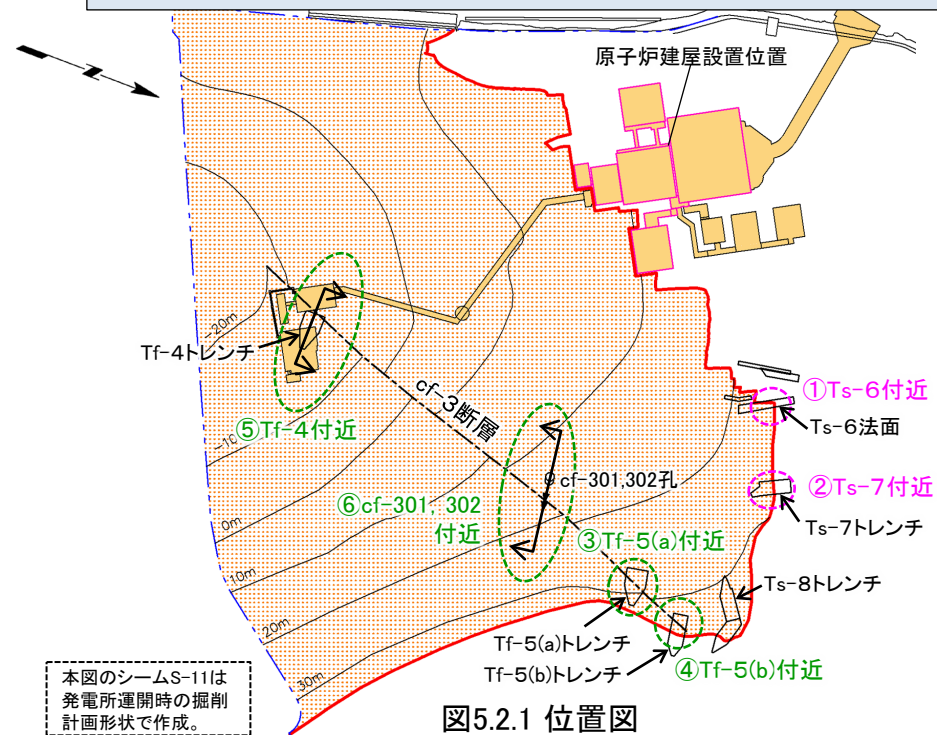 原子炉建屋設置位置
-20m
Tf-4トレンチ
⑤Tf-4付近
-10
0m
10m
20m
30m
cf-3断層
⑥cf-301, 302
付近
cf-301,302孔
①Ts-6付近
Ts-6法面
②Ts-7付近
Ts-7トレンチ
③Tf-5(a)付近
Ts-8トレンチ
Tf-5(a)トレンチ
Tf-5(b)トレンチ
④Tf-5(b)付近
本図のシームS-11は
発電所運開時の掘削
計画形状で作成。
図5.2.1 位置図